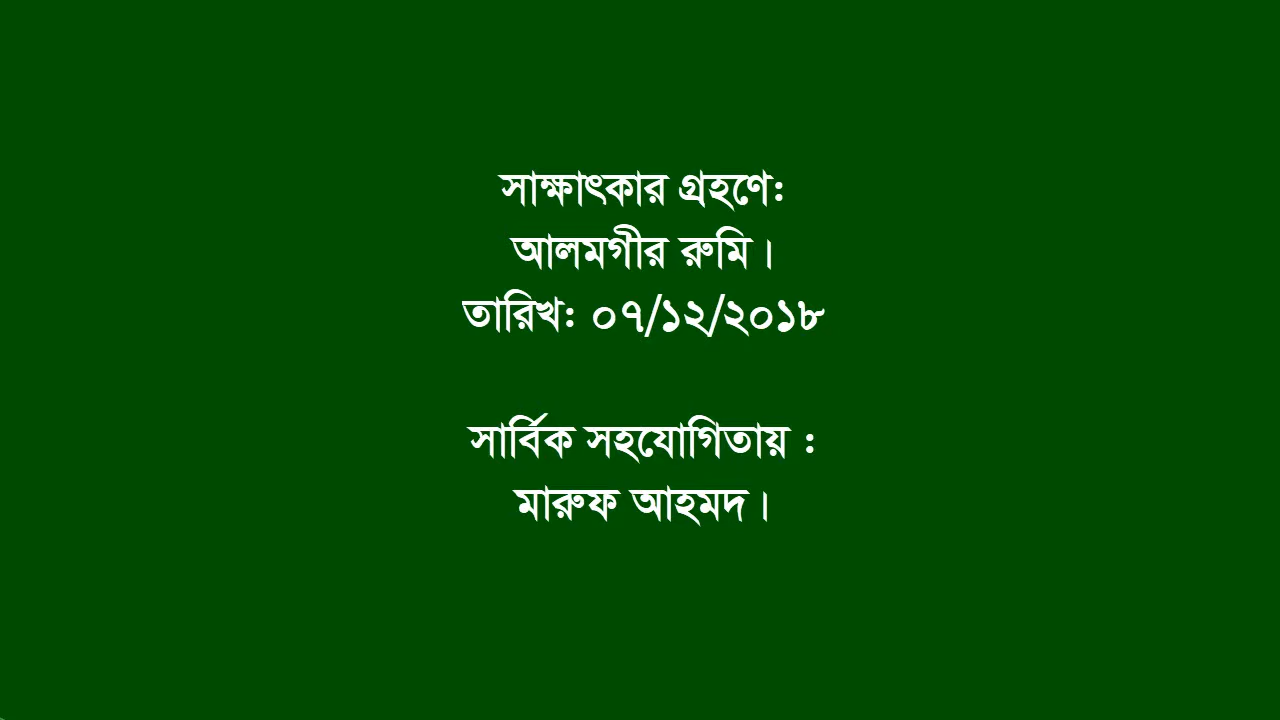 সাক্ষাৎকার গ্রহণে:
আলমগীর রুমি।
তারিখ: ০৭/১২/২০১৮
সার্বিক সহযোগিতায় :
মারুফ আহমদ।